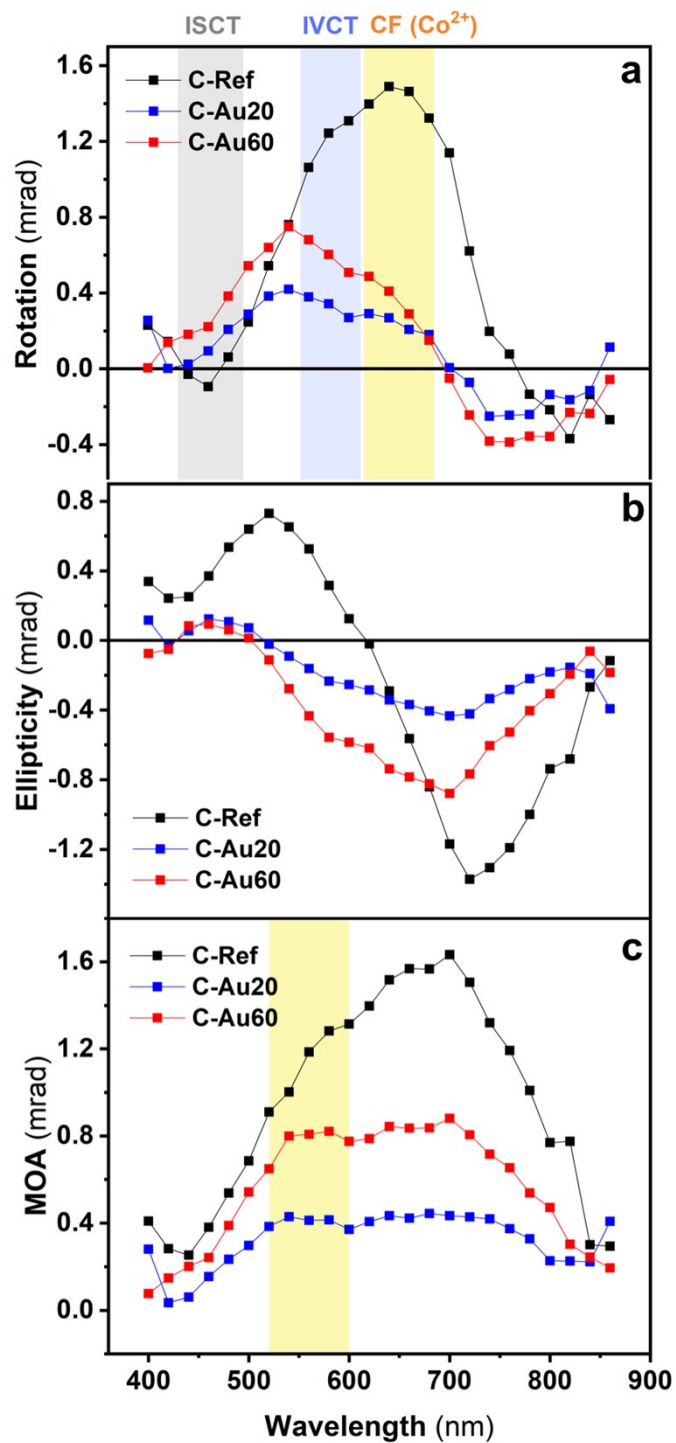 ISCT IVCT CF (Co²⁺)
a
C-Ref
C-Au20
C-Au60
1.6
1.2
0.8
0.4
0.0
-0.4
Rotation (mrad)
b
0.8
0.4
0.0
-0.4
-0.8
-1.2
Ellipticity (mrad)
C-Ref
C-Au20
C-Au60
c
C-Ref
C-Au20
C-Au60
1.6
1.2
0.8
0.4
0.0
MOA (mrad)
400 500 600 700 800 900
Wavelength (nm)